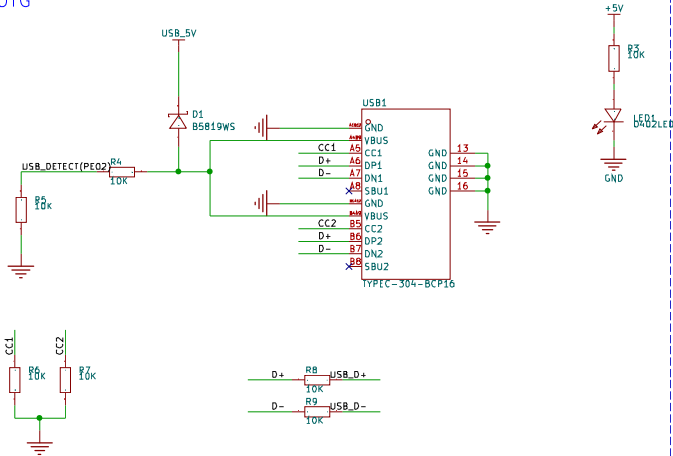 OTG
+5V
USB_5V
R3
10K
USB1
D1
B5819WS
LED1
GND
VBUS
CC1 A5 CC1
GND 13
D+ A6 DP1
GND 14
USB_DETECT(PE02) R4
10K
D- A7 DN1
GND 15
A8 SBU1
GND 16
GND
GND
R5
10K
VBUS
CC2 B5 CC2
D+ B6 DP2
D- B7 DN2
B8 SBU2
TYPEC-304-BCP16
CC1
R6
10K
CC2
R7
10K
D+ R8 USB_D+
10K
D- R9 USB_D-
10K